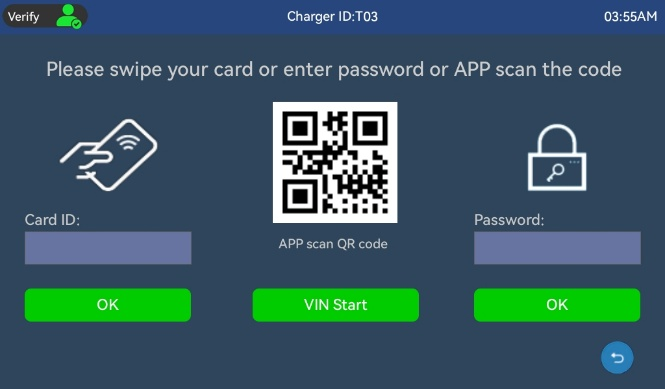 Verify
Charger ID:T03
03:55AM
Please swipe your card or enter password or APP scan the code
Card ID:
APP scan QR code
Password:
OK
VIN Start
OK